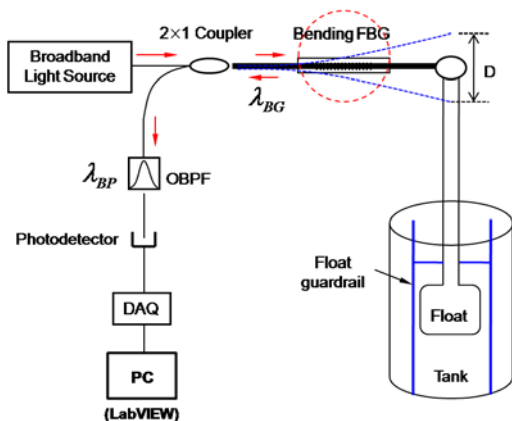 Broadband
Light Source
2×1 Coupler
Bending FBG
D
λBG
λBP
OBPF
Photodetector
DAQ
PC
(LabVIEW)
Float
guardrail
Float
Tank